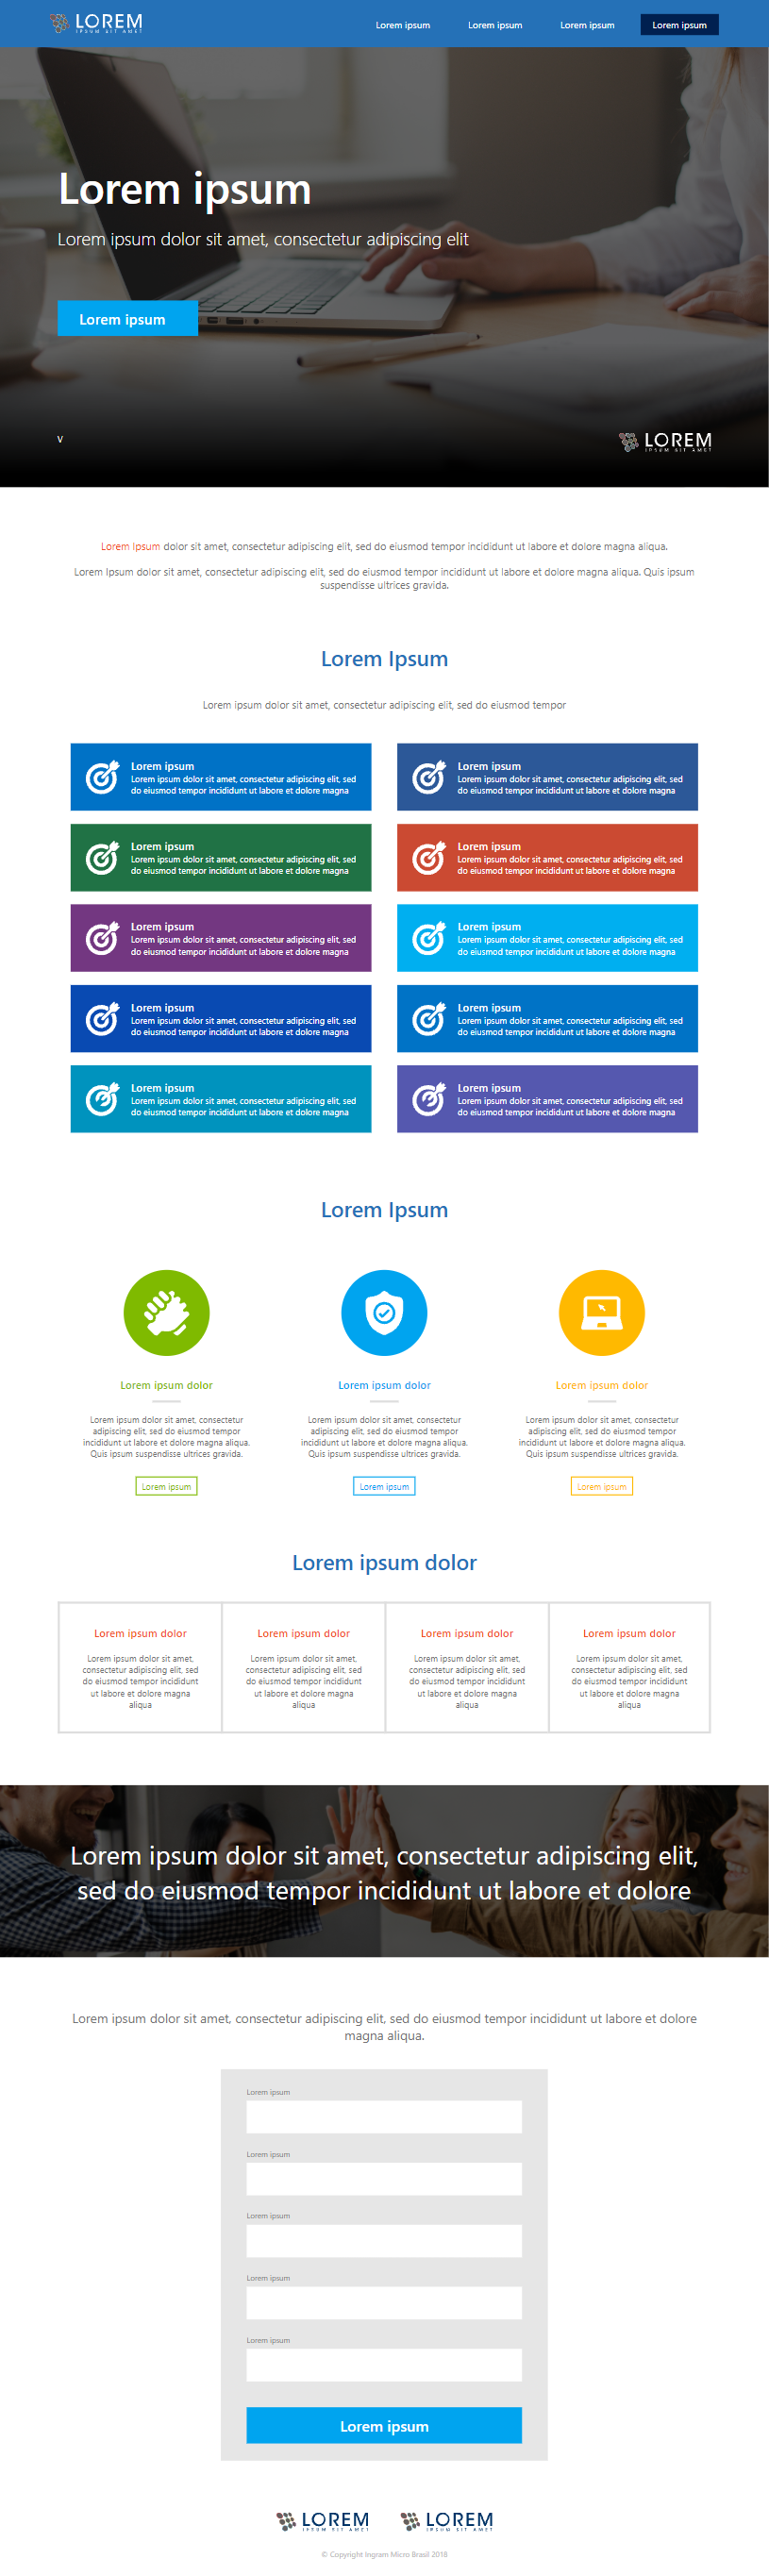 LOREM
IPSUM SIT AMET
Lorem ipsum
Lorem ipsum
Lorem ipsum
Lorem ipsum
Lorem ipsum
Lorem ipsum dolor sit amet, consectetur adipiscing elit
Lorem ipsum
v
LOREM
IPSUM SIT AMET
Lorem Ipsum dolor sit amet, consectetur adipiscing elit, sed do eiusmod tempor incididunt ut labore et dolore magna aliqua.
Lorem Ipsum dolor sit amet, consectetur adipiscing elit, sed do eiusmod tempor incididunt ut labore et dolore magna aliqua. Quis ipsum
suspendisse ultrices gravida.
Lorem Ipsum
Lorem ipsum dolor sit amet, consectetur adipiscing elit, sed do eiusmod tempor
Lorem ipsum
Lorem ipsum dolor sit amet, consectetur adipiscing elit, sed
do eiusmod tempor incididunt ut labore et dolore magna
Lorem ipsum
Lorem ipsum dolor sit amet, consectetur adipiscing elit, sed
do eiusmod tempor incididunt ut labore et dolore magna
Lorem ipsum
Lorem ipsum dolor sit amet, consectetur adipiscing elit, sed
do eiusmod tempor incididunt ut labore et dolore magna
Lorem ipsum
Lorem ipsum dolor sit amet, consectetur adipiscing elit, sed
do eiusmod tempor incididunt ut labore et dolore magna
Lorem ipsum
Lorem ipsum dolor sit amet, consectetur adipiscing elit, sed
do eiusmod tempor incididunt ut labore et dolore magna
Lorem ipsum
Lorem ipsum dolor sit amet, consectetur adipiscing elit, sed
do eiusmod tempor incididunt ut labore et dolore magna
Lorem ipsum
Lorem ipsum dolor sit amet, consectetur adipiscing elit, sed
do eiusmod tempor incididunt ut labore et dolore magna
Lorem ipsum
Lorem ipsum dolor sit amet, consectetur adipiscing elit, sed
do eiusmod tempor incididunt ut labore et dolore magna
Lorem ipsum
Lorem ipsum dolor sit amet, consectetur adipiscing elit, sed
do eiusmod tempor incididunt ut labore et dolore magna
Lorem ipsum
Lorem ipsum dolor sit amet, consectetur adipiscing elit, sed
do eiusmod tempor incididunt ut labore et dolore magna
Lorem Ipsum
Lorem ipsum dolor
Lorem ipsum dolor sit amet, consectetur
adipiscing elit, sed do eiusmod tempor
incididunt ut labore et dolore magna aliqua.
Quis ipsum suspendisse ultrices gravida.
Lorem ipsum
Lorem ipsum dolor
Lorem ipsum dolor sit amet, consectetur
adipiscing elit, sed do eiusmod tempor
incididunt ut labore et dolore magna aliqua.
Quis ipsum suspendisse ultrices gravida.
Lorem ipsum
Lorem ipsum dolor
Lorem ipsum dolor sit amet, consectetur
adipiscing elit, sed do eiusmod tempor
incididunt ut labore et dolore magna aliqua.
Quis ipsum suspendisse ultrices gravida.
Lorem ipsum
Lorem ipsum dolor
Lorem ipsum dolor
Lorem ipsum dolor sit amet,
consectetur adipiscing elit, sed
do eiusmod tempor incididunt
ut labore et dolore magna
aliqua
Lorem ipsum dolor
Lorem ipsum dolor sit amet,
consectetur adipiscing elit, sed
do eiusmod tempor incididunt
ut labore et dolore magna
aliqua
Lorem ipsum dolor
Lorem ipsum dolor sit amet,
consectetur adipiscing elit, sed
do eiusmod tempor incididunt
ut labore et dolore magna
aliqua
Lorem ipsum dolor
Lorem ipsum dolor sit amet,
consectetur adipiscing elit, sed
do eiusmod tempor incididunt
ut labore et dolore magna
aliqua
Lorem ipsum dolor sit amet, consectetur adipiscing elit,
sed do eiusmod tempor incididunt ut labore et dolore
Lorem ipsum dolor sit amet, consectetur adipiscing elit, sed do eiusmod tempor incididunt ut labore et dolore
magna aliqua.
Lorem ipsum
Lorem ipsum
Lorem ipsum
Lorem ipsum
Lorem ipsum
Lorem ipsum
LOREM
IPSUM SIT AMET
LOREM
IPSUM SIT AMET
© Copyright Ingram Micro Brasil 2018